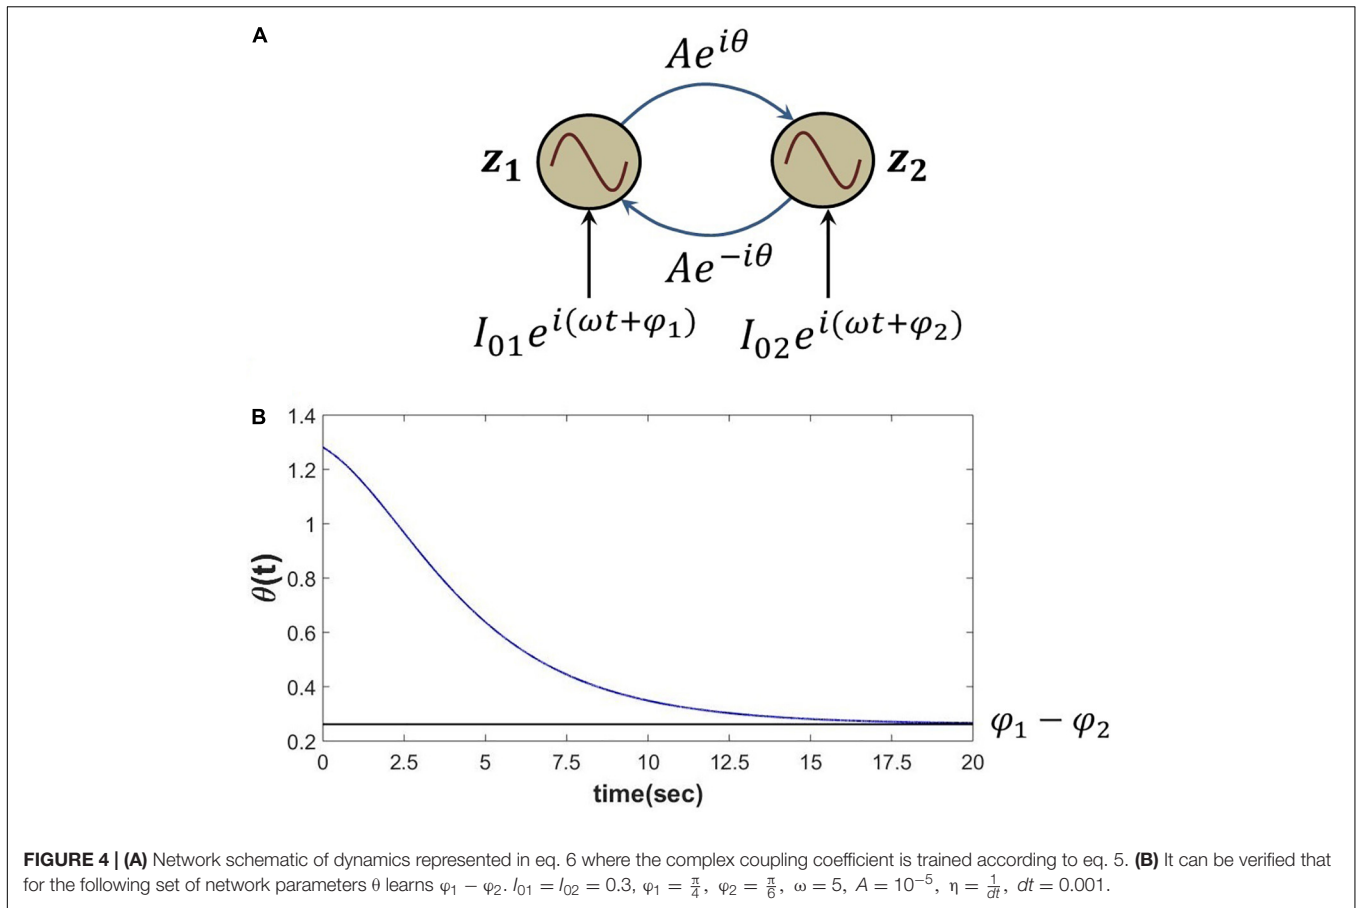 A
Ae^{iθ}
z₁
z₂
Ae^{−iθ}
I₀₁e^{i(ωt+φ₁)} I₀₂e^{i(ωt+φ₂)}
B
1.4
1.2
1
0.8
0.6
0.4
0.2
θ(t)
φ₁ − φ₂
0 2.5 5 7.5 10 12.5 15 17.5 20
time(sec)
FIGURE 4 | (A) Network schematic of dynamics represented in eq. 6 where the complex coupling coefficient is trained according to eq. 5. (B) It can be verified that
for the following set of network parameters θ learns φ₁ − φ₂. I₀₁ = I₀₂ = 0.3, φ₁ = π/4, φ₂ = π/6, ω = 5, A = 10⁻⁵, η = 1/dt, dt = 0.001.